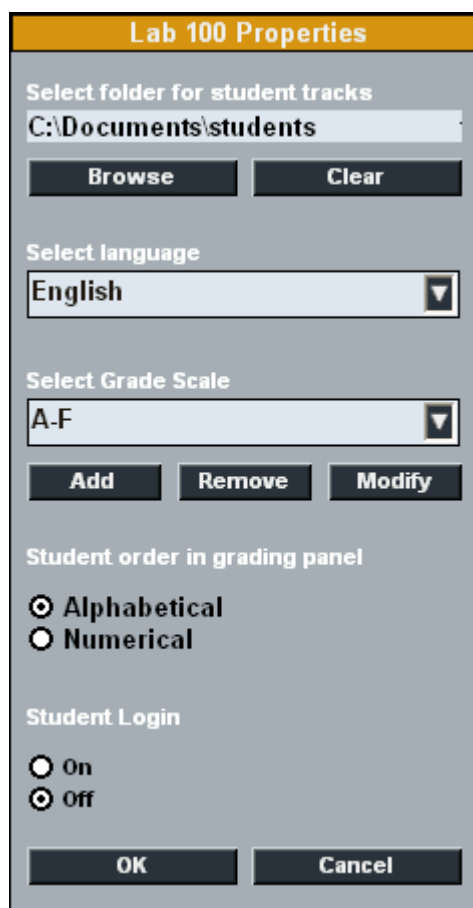 Lab 100 Properties
Select folder for student tracks
C:\Documents\students
Browse Clear
Select language
English
Select Grade Scale
A-F
Add Remove Modify
Student order in grading panel
Alphabetical
Numerical
Student Login
On
Off
OK Cancel